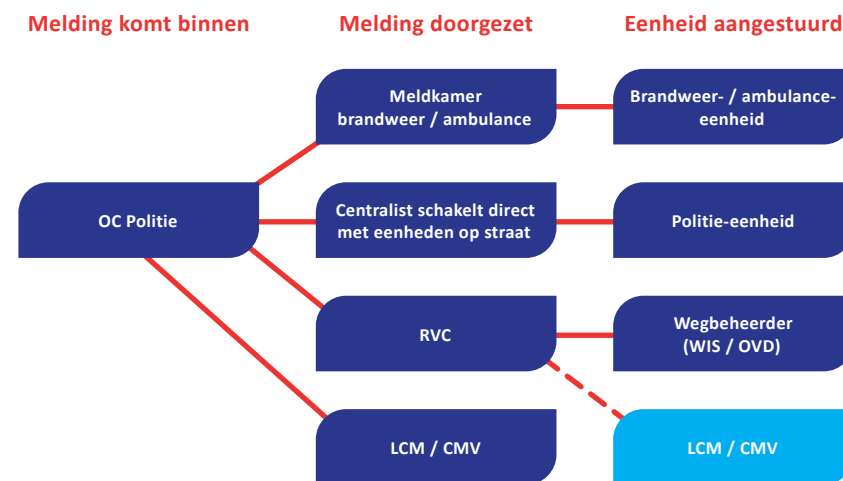 Melding komt binnen
Melding doorgezet
Eenheid aangestuurd
Meldkamer
brandweer / ambulance
Brandweer- / ambulance-
eenheid
OC Politie
Centralist schakelt direct
met eenheden op straat
Politie-eenheid
RVC
Wegbeheerder
(WIS / OVD)
LCM / CMV
LCM / CMV